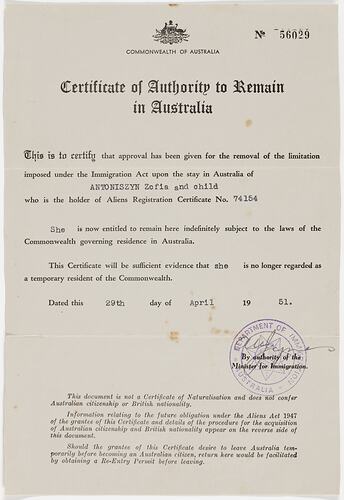 COMMONWEALTH OF AUSTRALIA
No 56029
Certificate of Authority to Remain
in Australia
This is to certify that approval has been given for the removal of the limitation
imposed under the Immigration Act upon the stay in Australia of
ANTONISZYN Zofia and child
who is the holder of Aliens Registration Certificate No. 74154
She is now entitled to remain here indefinitely subject to the laws of the
Commonwealth governing residence in Australia.
This Certificate will be sufficient evidence that she is no longer regarded as
a temporary resident of the Commonwealth.
Dated this 29th day of April 19 51.
DEPARTMENT OF IMMIGRATION
AUSTRALIA
By authority of the
Minister for Immigration.
This document is not a Certificate of Naturalisation and does not confer
Australian citizenship or British nationality.
Information relating to the future obligation under the Aliens Act 1947
of the grantee of this Certificate and details of the procedure for the acquisition
of Australian citizenship and British nationality appear on the reverse side of
this document.
Should the grantee of this Certificate desire to leave Australia tem-
porarily before becoming an Australian citizen, return here would be facilitated
by obtaining a Re-Entry Permit before leaving.